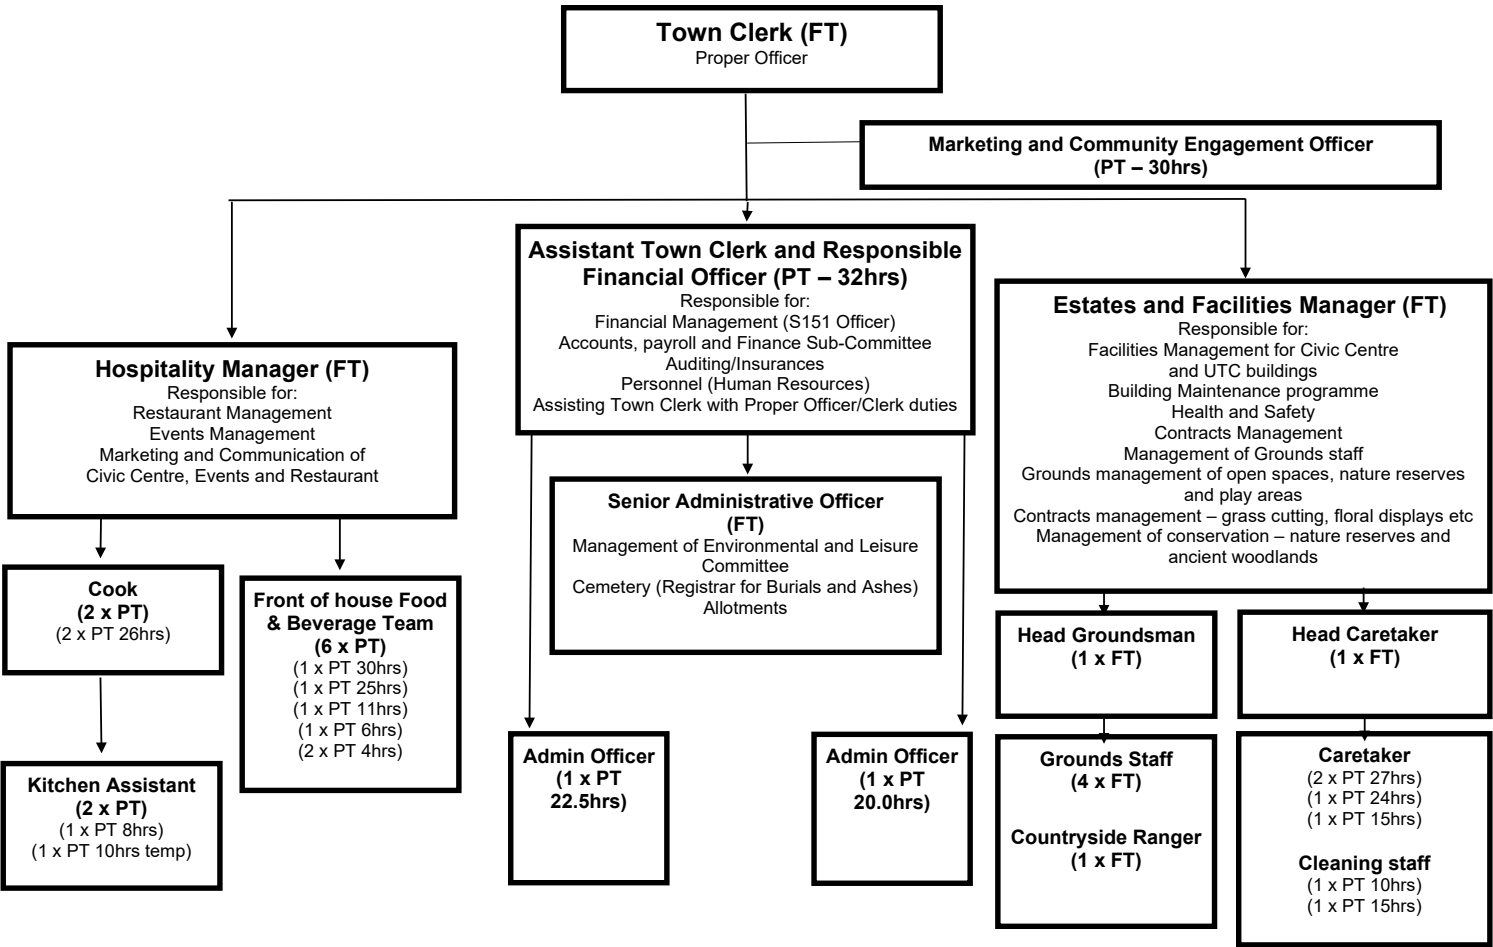 Town Clerk (FT)
Proper Officer
Marketing and Community Engagement Officer
(PT – 30hrs)
Assistant Town Clerk and Responsible
Financial Officer (PT – 32hrs)
Responsible for:
Financial Management (S151 Officer)
Accounts, payroll and Finance Sub-Committee
Auditing/Insurances
Personnel (Human Resources)
Assisting Town Clerk with Proper Officer/Clerk duties
Estates and Facilities Manager (FT)
Responsible for:
Facilities Management for Civic Centre
and UTC buildings
Building Maintenance programme
Health and Safety
Contracts Management
Management of Grounds staff
Grounds management of open spaces, nature reserves
and play areas
Contracts management – grass cutting, floral displays etc
Management of conservation – nature reserves and
ancient woodlands
Hospitality Manager (FT)
Responsible for:
Restaurant Management
Events Management
Marketing and Communication of
Civic Centre, Events and Restaurant
Senior Administrative Officer
(FT)
Management of Environmental and Leisure
Committee
Cemetery (Registrar for Burials and Ashes)
Allotments
Cook
(2 x PT)
(2 x PT 26hrs)
Front of house Food
& Beverage Team
(6 x PT)
(1 x PT 30hrs)
(1 x PT 25hrs)
(1 x PT 11hrs)
(1 x PT 6hrs)
(2 x PT 4hrs)
Head Groundsman
(1 x FT)
Head Caretaker
(1 x FT)
Kitchen Assistant
(2 x PT)
(1 x PT 8hrs)
(1 x PT 10hrs temp)
Admin Officer
(1 x PT
22.5hrs)
Admin Officer
(1 x PT
20.0hrs)
Grounds Staff
(4 x FT)
Countryside Ranger
(1 x FT)
Caretaker
(2 x PT 27hrs)
(1 x PT 24hrs)
(1 x PT 15hrs)
Cleaning staff
(1 x PT 10hrs)
(1 x PT 15hrs)